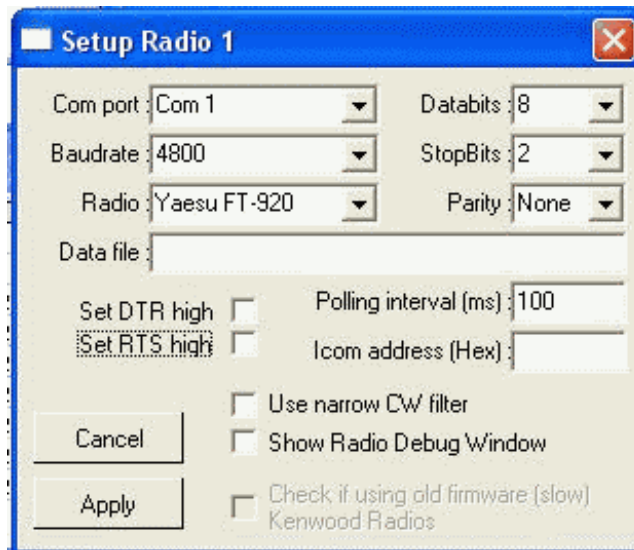 Setup Radio 1
Com port : Com 1 Databits : 8
Baudrate : 4800 StopBits : 2
Radio : Yaesu FT-920 Parity : None
Data file :
Set DTR high Polling interval (ms) : 100
Set RTS high Icom address (Hex) :
Use narrow CW filter
Cancel Show Radio Debug Window
Apply Check if using old firmware (slow)
Kenwood Radios